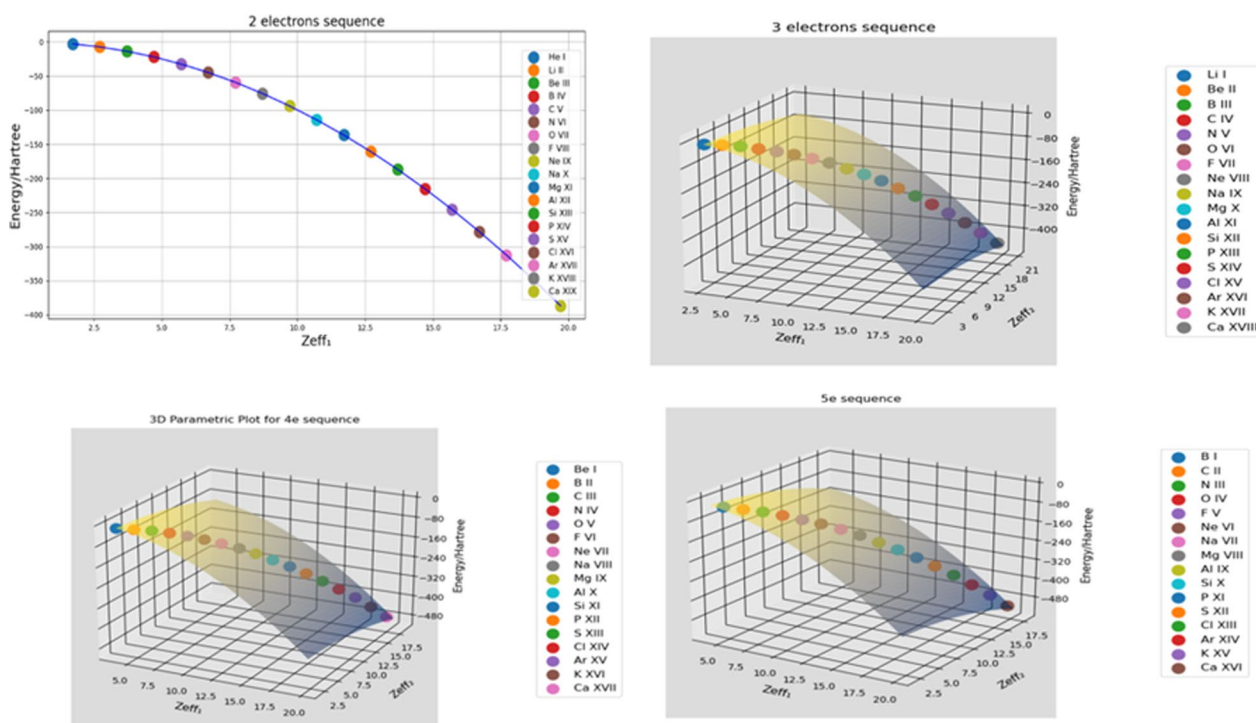 2 electrons sequence
Energy/Hartree
0
−50
−100
−150
−200
−250
−300
−350
−400
2.5 5.0 7.5 10.0 12.5 15.0 17.5 20.0
Zeff₁
He I
Li II
Be III
B IV
C V
N VI
O VII
F VIII
Ne IX
Na X
Mg XI
Al XII
Si XIII
P XIV
S XV
Cl XVI
Ar XVII
K XVIII
Ca XIX
3 electrons sequence
0
−80
−160
−240
−320
−400
Energy/Hartree
2.5 5.0 7.5 10.0 12.5 15.0 17.5 20.0
Zeff₁
3 6 9 12 15 18 21
Zeff₂
Li I
Be II
B III
C IV
N V
O VI
F VII
Ne VIII
Na IX
Mg X
Al XI
Si XII
P XIII
S XIV
Cl XV
Ar XVI
K XVII
Ca XVIII
3D Parametric Plot for 4e sequence
0
−80
−160
−240
−320
−400
−480
Energy/Hartree
5.0 7.5 10.0 12.5 15.0 17.5 20.0
Zeff₁
2.5 5.0 7.5 10.0 12.5 15.0 17.5
Zeff₂
Be I
B II
C III
N IV
O V
F VI
Ne VII
Na VIII
Mg IX
Al X
Si XI
P XII
S XIII
Cl XIV
Ar XV
K XVI
Ca XVII
5e sequence
0
−80
−160
−240
−320
−400
−480
Energy/Hartree
5.0 7.5 10.0 12.5 15.0 17.5 20.0
Zeff₁
2.5 5.0 7.5 10.0 12.5 15.0 17.5
Zeff₂
B I
C II
N III
O IV
F V
Ne VI
Na VII
Mg VIII
Al IX
Si X
P XI
S XII
Cl XIII
Ar XIV
K XV
Ca XVI